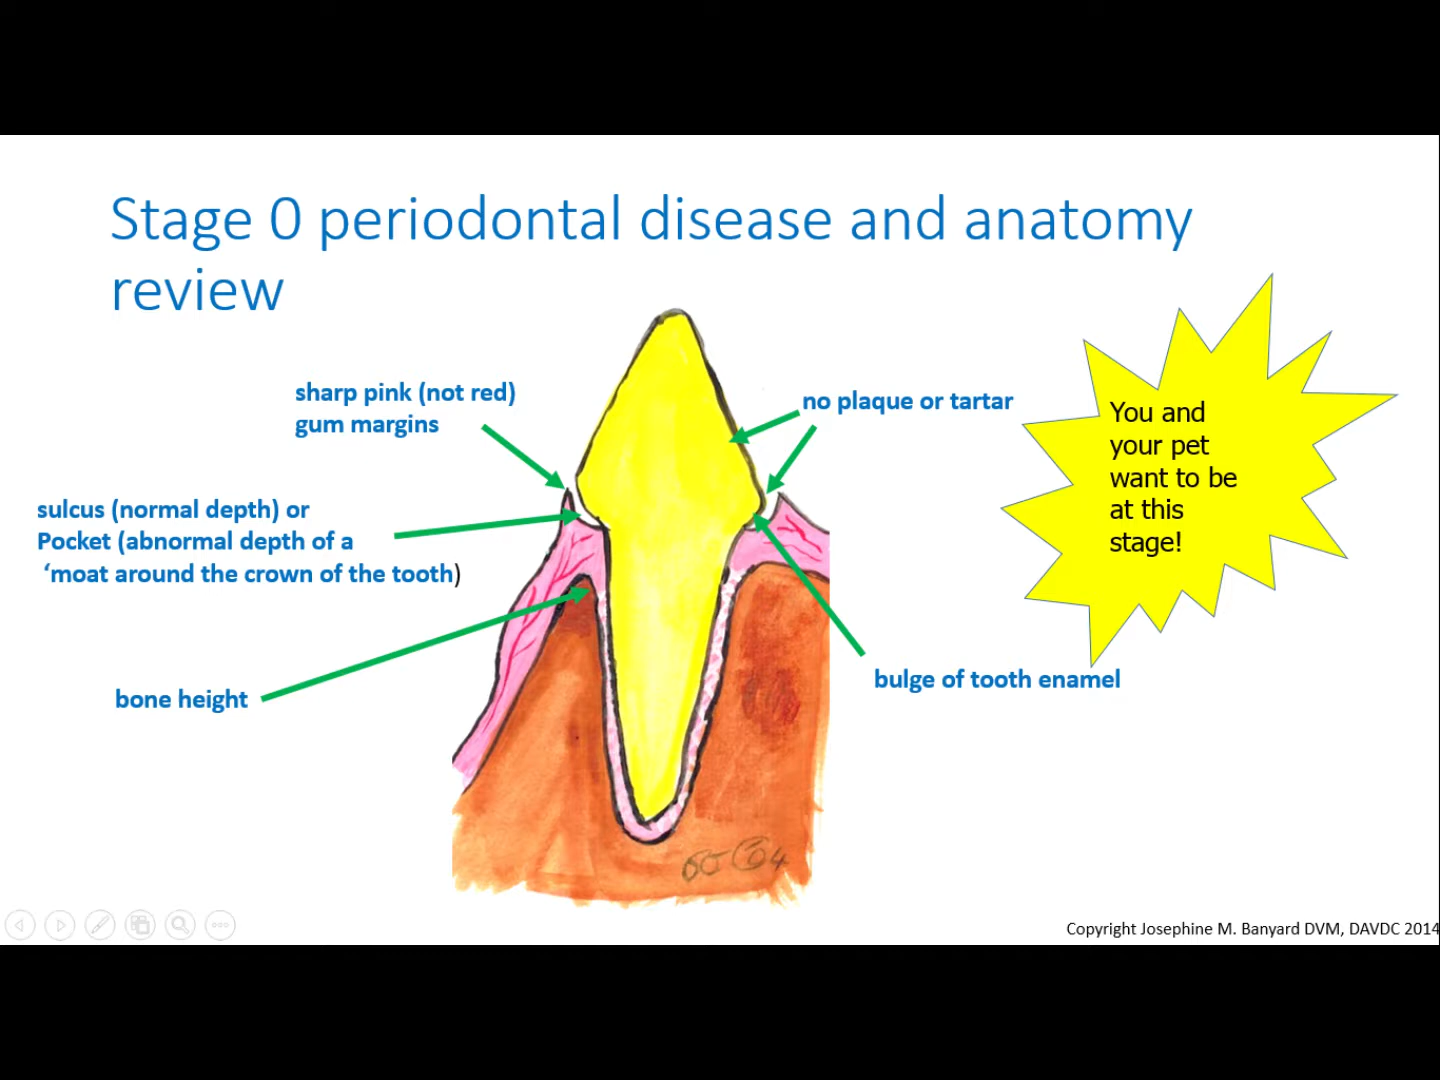 Stage 0 periodontal disease and anatomy
review
sharp pink (not red)
gum margins
no plaque or tartar
You and
your pet
want to be
at this
stage!
sulcus (normal depth) or
Pocket (abnormal depth of a
‘moat around the crown of the tooth)
bone height
bulge of tooth enamel
Copyright Josephine M. Banyard DVM, DAVDC 2014